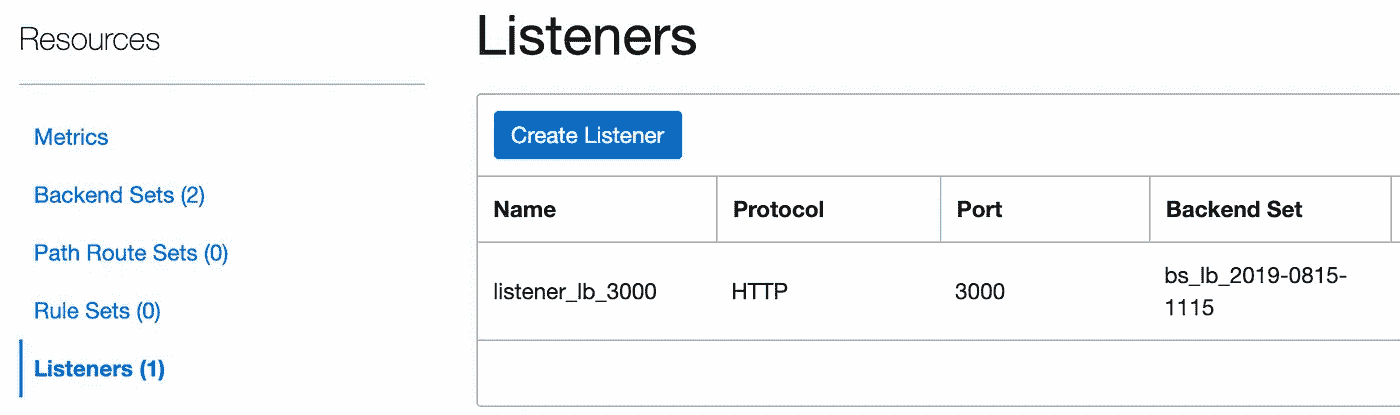 Resources
Metrics
Backend Sets (2)
Path Route Sets (0)
Rule Sets (0)
Listeners (1)
Listeners
Create Listener
Name Protocol Port Backend Set
listener_lb_3000 HTTP 3000 bs_lb_2019-0815-
1115